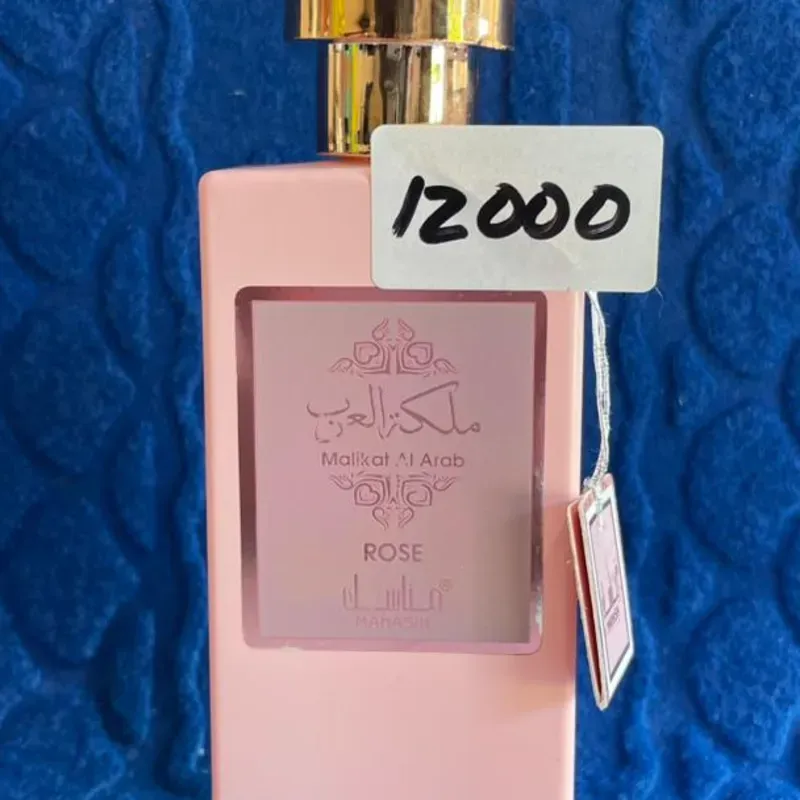 12000
ملكة العرب
Malikat Al Arab
ROSE
مناسك®
MANASIK